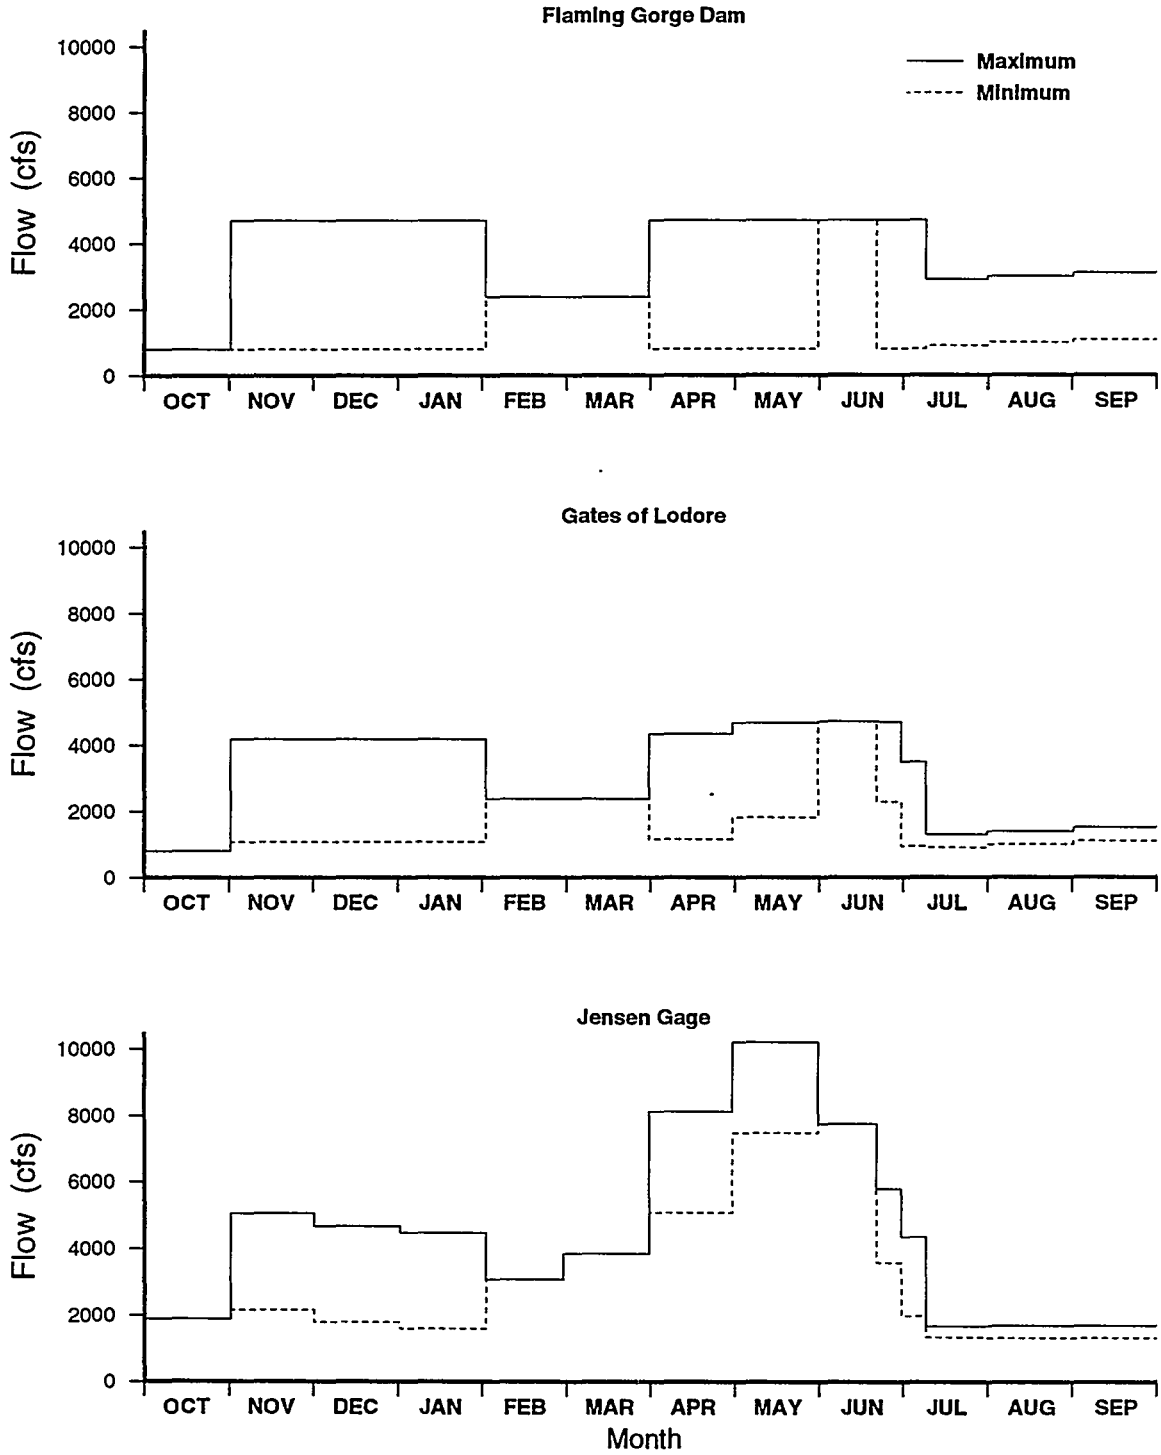 Flaming Gorge Dam
10000
8000
6000
4000
2000
0
Flow (cfs)
Maximum
Minimum
OCT NOV DEC JAN FEB MAR APR MAY JUN JUL AUG SEP
Gates of Lodore
10000
8000
6000
4000
2000
0
Flow (cfs)
OCT NOV DEC JAN FEB MAR APR MAY JUN JUL AUG SEP
Jensen Gage
10000
8000
6000
4000
2000
0
Flow (cfs)
OCT NOV DEC JAN FEB MAR APR MAY JUN JUL AUG SEP
Month